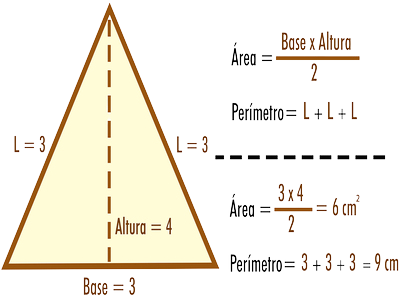 L = 3
L = 3
Altura = 4
Base = 3
Área = Base x Altura
2
Perímetro= L + L + L
Área = 3 x 4 = 6 cm²
2
Perímetro= 3 + 3 + 3 = 9 cm